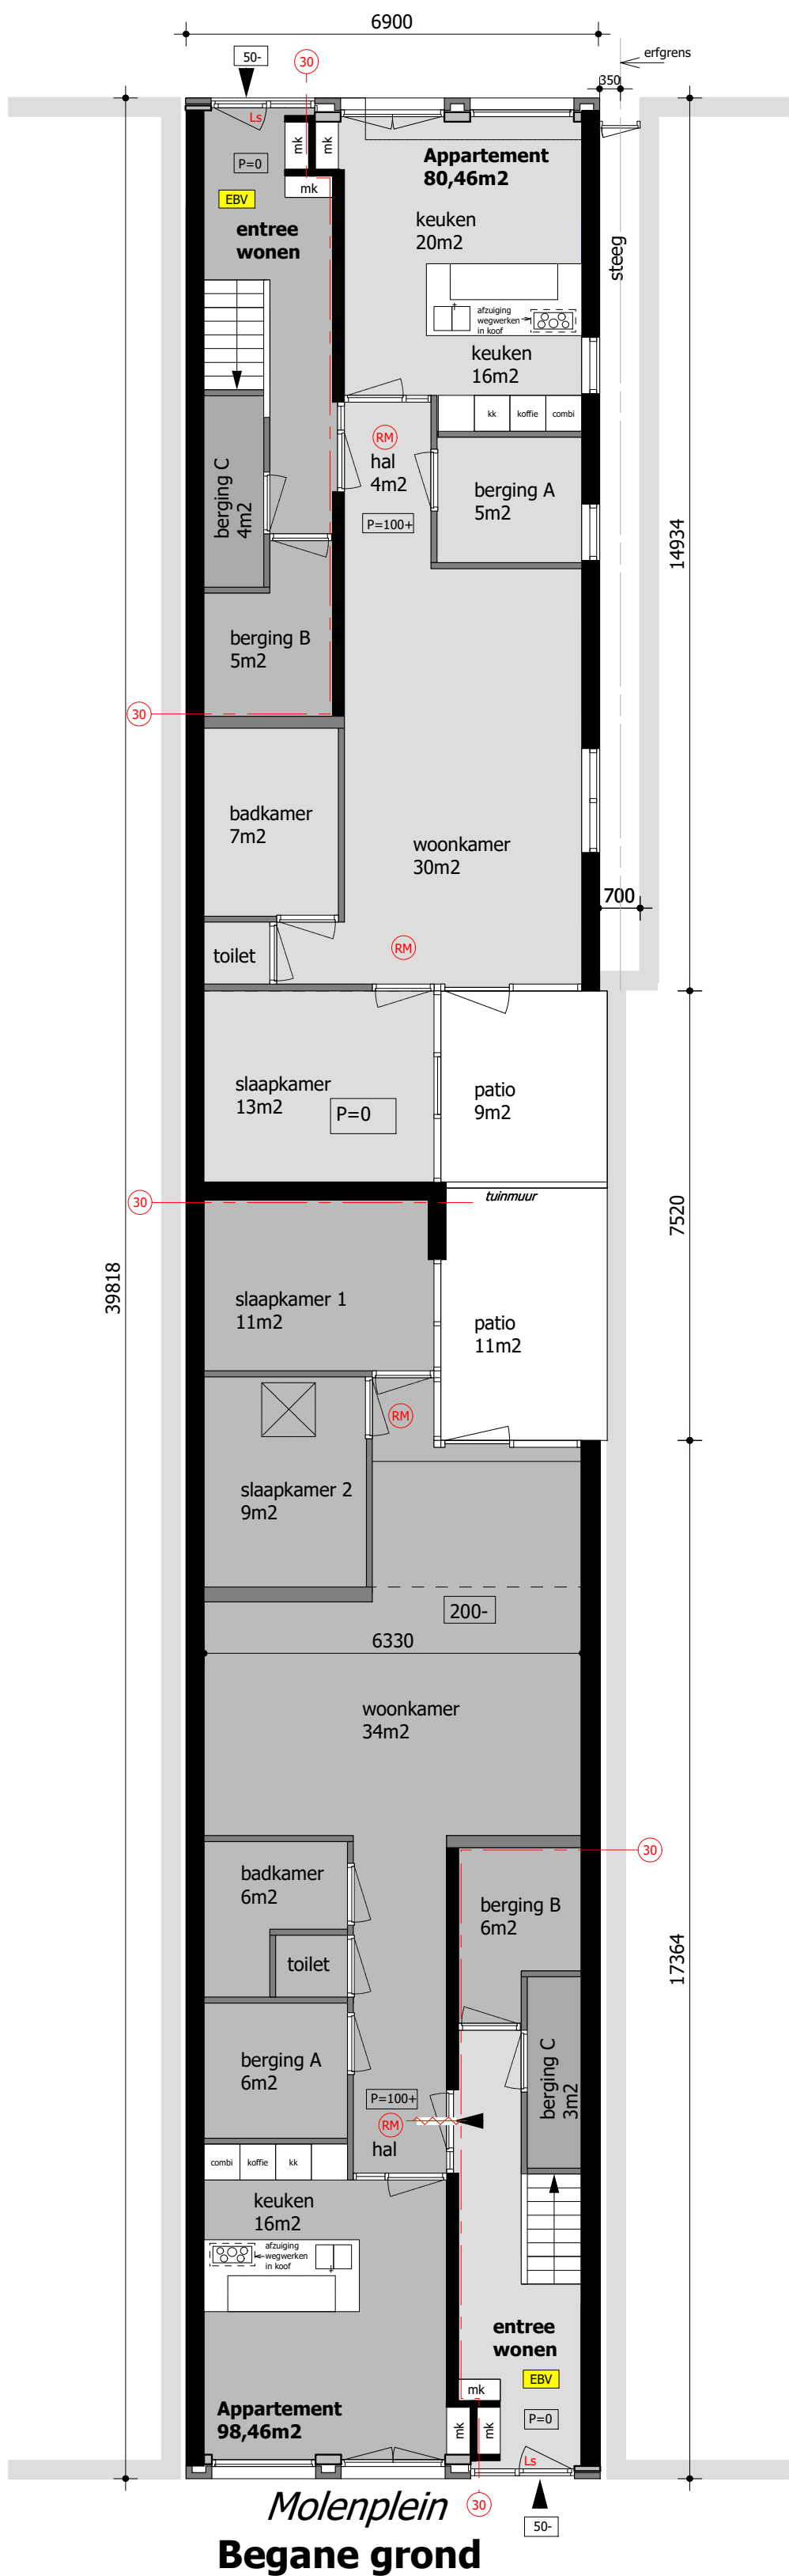 6900
50-
30
erfgrens
350
Ls
mk
mk
mk
P=0
EBV
entree
wonen
Appartement
80,46m2
keuken
20m2
steeg
afzuiging
wegwerken
in koof
keuken
16m2
kk
koffie
combi
RM
hal
4m2
P=100+
berging A
5m2
berging C
4m2
14934
berging B
5m2
30
badkamer
7m2
woonkamer
30m2
700
RM
toilet
slaapkamer
13m2
P=0
patio
9m2
30
tuinmuur
7520
39818
slaapkamer 1
11m2
patio
11m2
RM
slaapkamer 2
9m2
200-
6330
woonkamer
34m2
30
badkamer
6m2
berging B
6m2
toilet
17364
berging A
6m2
berging C
3m2
P=100+
RM
hal
combi
koffie
kk
keuken
16m2
afzuiging
wegwerken
in koof
entree
wonen
EBV
mk
mk
mk
P=0
Appartement
98,46m2
Ls
Molenplein
30
50-
Begane grond